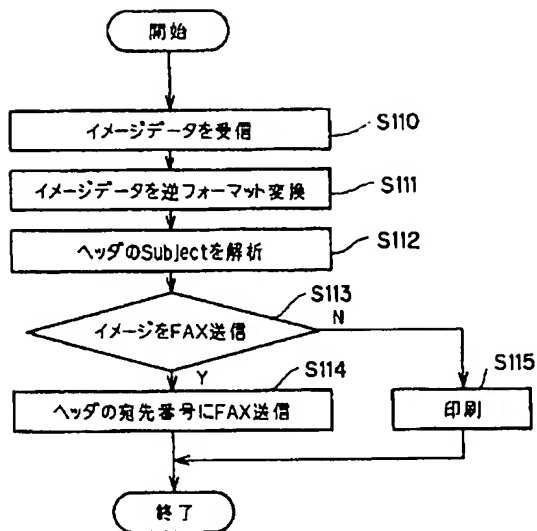 開始
イメージデータを受信
S110
イメージデータを逆フォーマット変換
S111
ヘッダのSubjectを解析
S112
イメージをFAX送信
S113
N
Y
ヘッダの宛先番号にFAX送信
S114
印刷
S115
終了